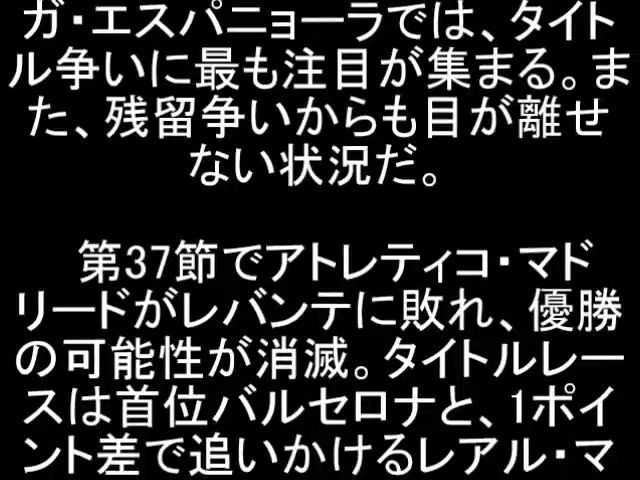 ガ・エスパニョーラでは、タイト
ル争いに最も注目が集まる。ま
た、残留争いからも目が離せ
ない状況だ。
第37節でアトレティコ・マド
リードがレバンテに敗れ、優勝
の可能性が消滅。タイトルレー
スは首位バルセロナと、1ポイ
ント差で追いかけるレアル・マ